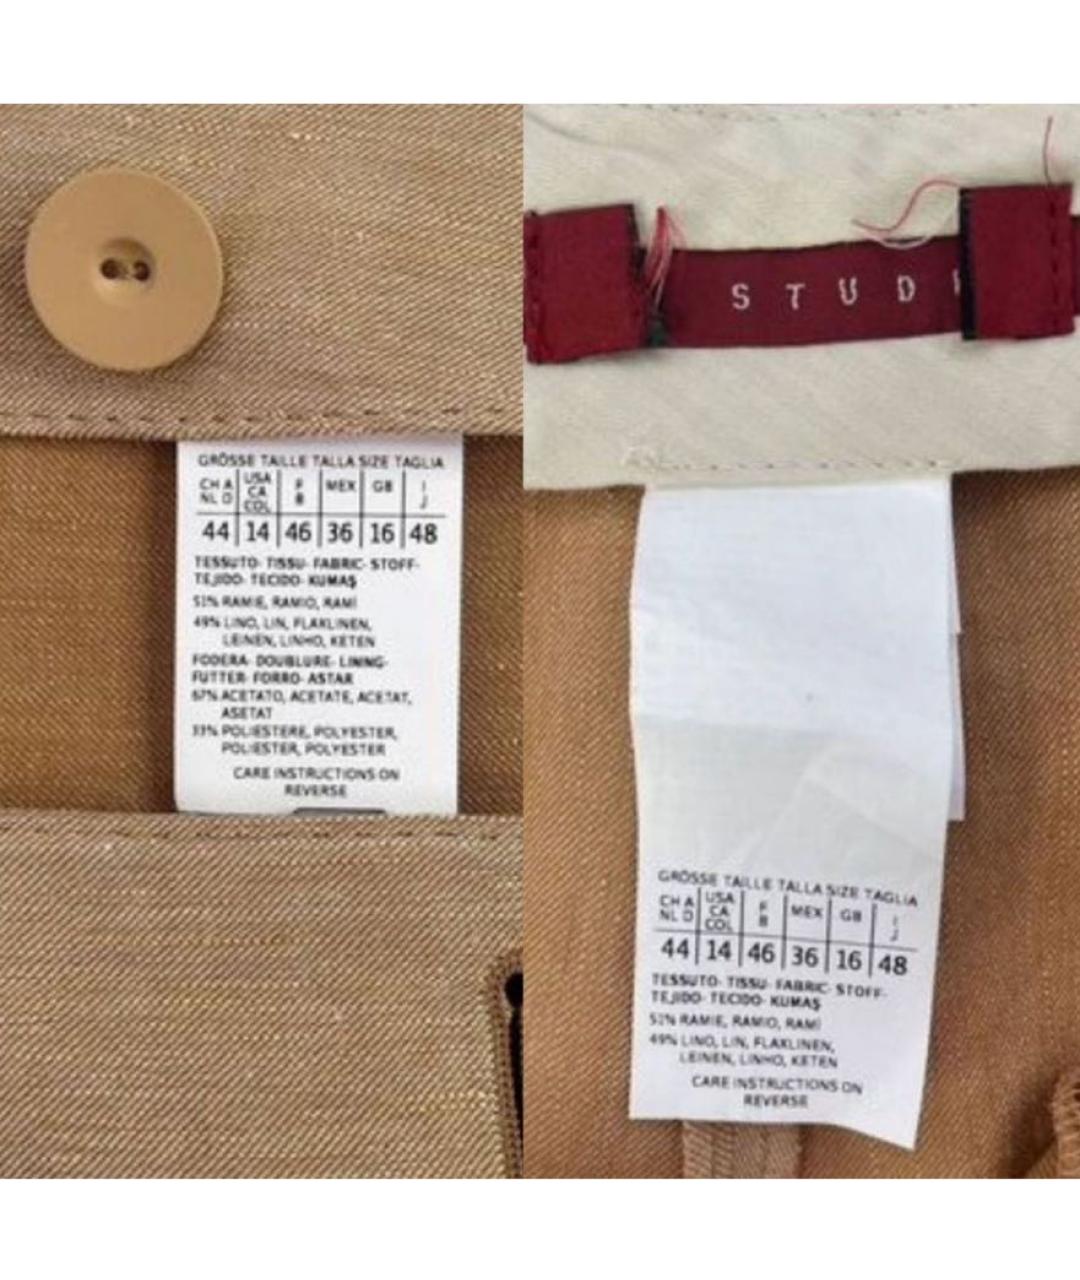 GRÖSSE TAILLE TALLA SIZE TAGLIA
CH A NL D | USA CA COL | F B | MEX | GB | I J
44 | 14 | 46 | 36 | 16 | 48
TESSUTO- TISSU- FABRIC- STOFF-
TEJIDO- TECIDO- KUMAŞ
51% RAMIE, RAMIO, RAMİ
49% LINO, LIN, FLAXLINEN,
LEINEN, LINHO, KETEN
FODERA- DOUBLURE- LINING-
FUTTER- FORRO- ASTAR
67% ACETATO, ACETATE, ACETAT,
ASETAT
33% POLIESTERE, POLYESTER,
POLIESTER, POLYESTER
CARE INSTRUCTIONS ON
REVERSE
STUD
GRÖSSE TAILLE TALLA SIZE TAGLIA
CH A NL D | USA CA COL | F B | MEX | GB | I J
44 | 14 | 46 | 36 | 16 | 48
TESSUTO- TISSU- FABRIC- STOFF-
TEJIDO- TECIDO- KUMAŞ
51% RAMIE, RAMIO, RAMİ
49% LINO, LIN, FLAXLINEN,
LEINEN, LINHO, KETEN
CARE INSTRUCTIONS ON
REVERSE